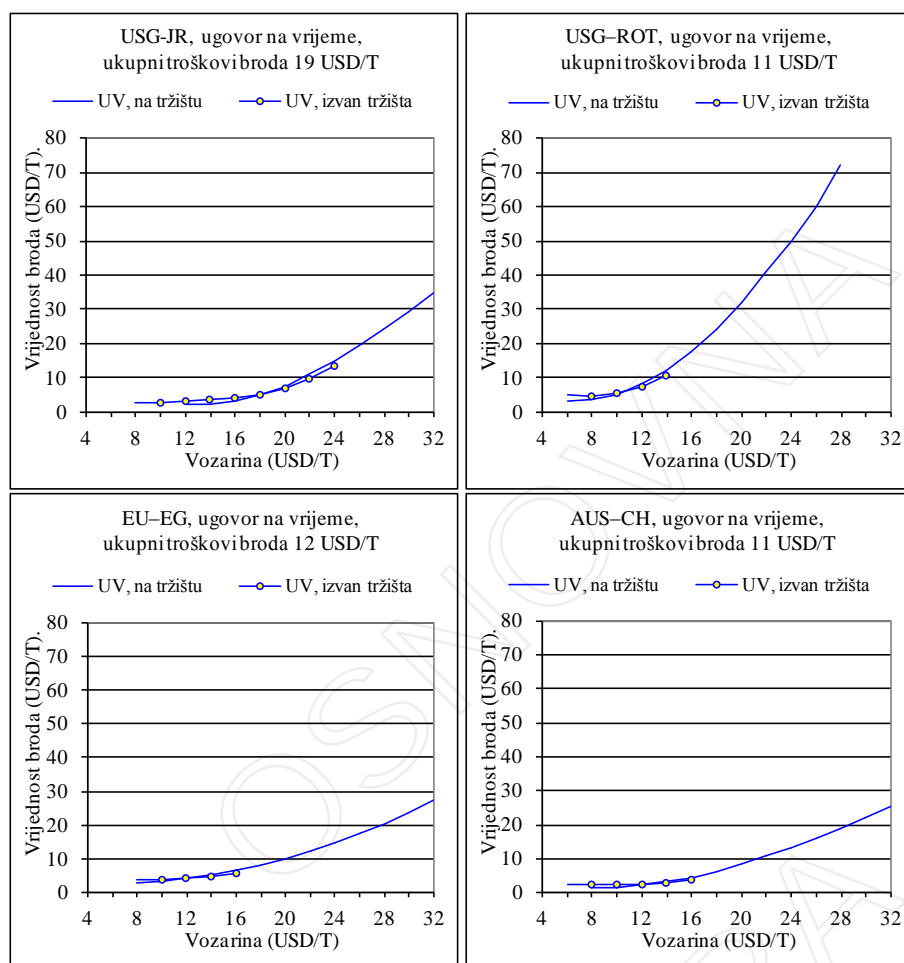 USG-JR, ugovor na vrijeme,
ukupni troškovi broda 19 USD/T
UV, na tržištu UV, izvan tržišta
Vrijednost broda (USD/T).
80
70
60
50
40
30
20
10
0
4 8 12 16 20 24 28 32
Vozarina (USD/T)
USG–ROT, ugovor na vrijeme,
ukupni troškovi broda 11 USD/T
UV, na tržištu UV, izvan tržišta
Vrijednost broda (USD/T).
80
70
60
50
40
30
20
10
0
4 8 12 16 20 24 28 32
Vozarina (USD/T)
EU–EG, ugovor na vrijeme,
ukupni troškovi broda 12 USD/T
UV, na tržištu UV, izvan tržišta
Vrijednost broda (USD/T).
80
70
60
50
40
30
20
10
0
4 8 12 16 20 24 28 32
Vozarina (USD/T)
AUS–CH, ugovor na vrijeme,
ukupni troškovi broda 11 USD/T
UV, na tržištu UV, izvan tržišta
Vrijednost broda (USD/T).
80
70
60
50
40
30
20
10
0
4 8 12 16 20 24 28 32
Vozarina (USD/T)
OSNOVNA